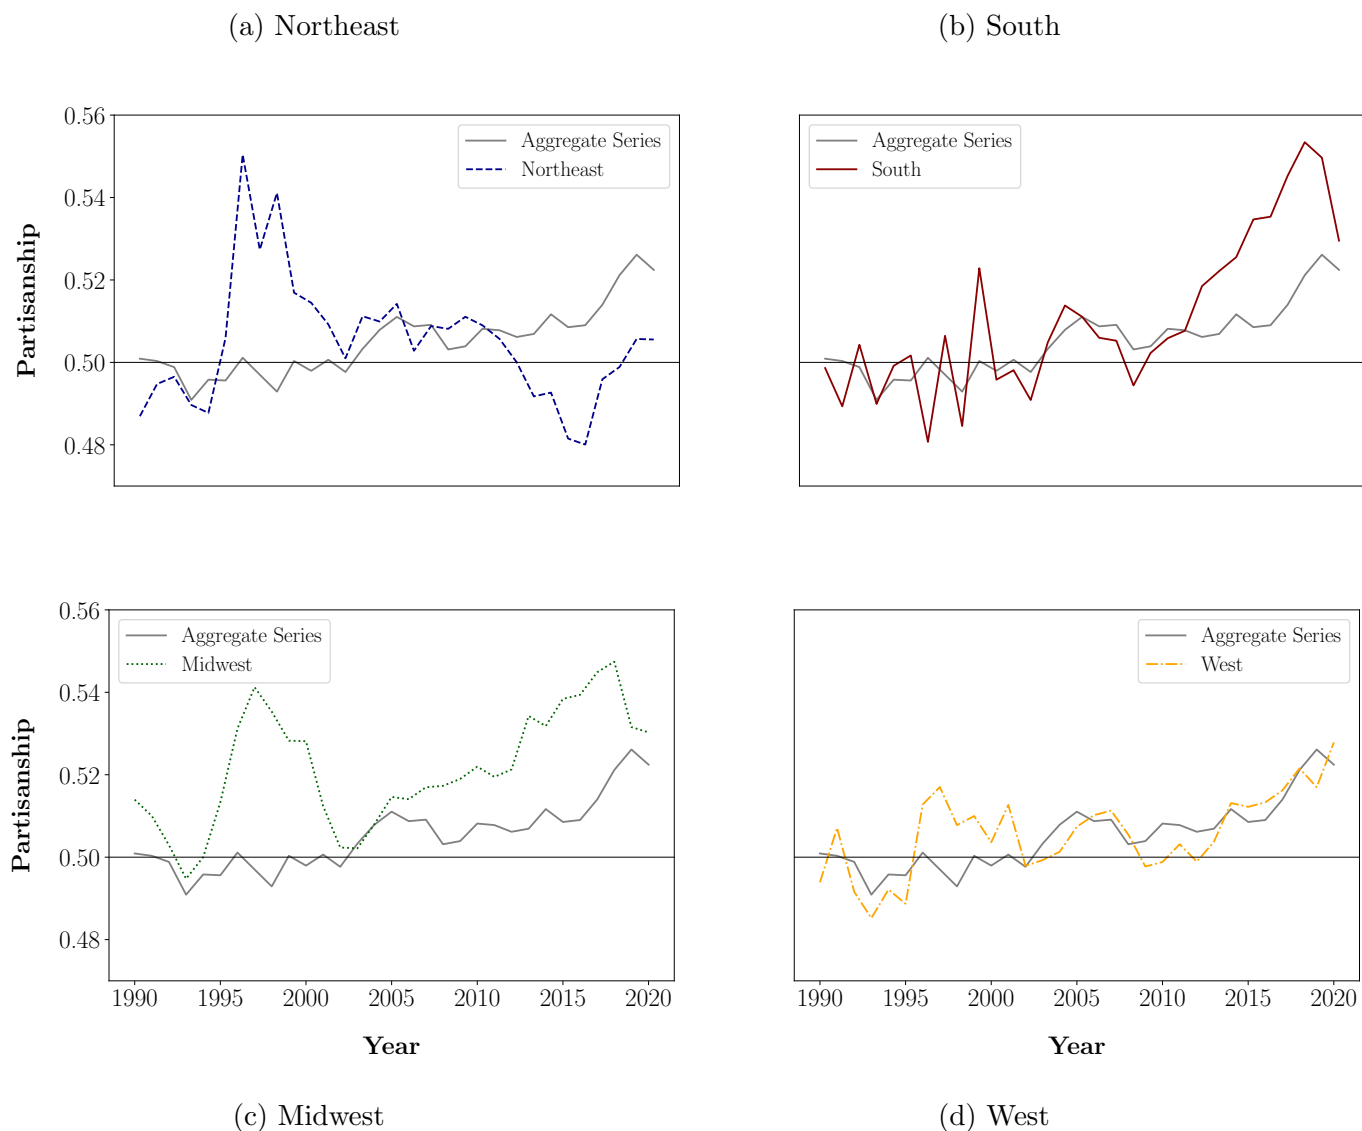 (a) Northeast
(b) South
0.56
0.54
0.52
0.50
0.48
Partisanship
Aggregate Series
Northeast
Aggregate Series
South
0.56
0.54
0.52
0.50
0.48
Partisanship
Aggregate Series
Midwest
1990 1995 2000 2005 2010 2015 2020
Year
Aggregate Series
West
1990 1995 2000 2005 2010 2015 2020
Year
(c) Midwest
(d) West